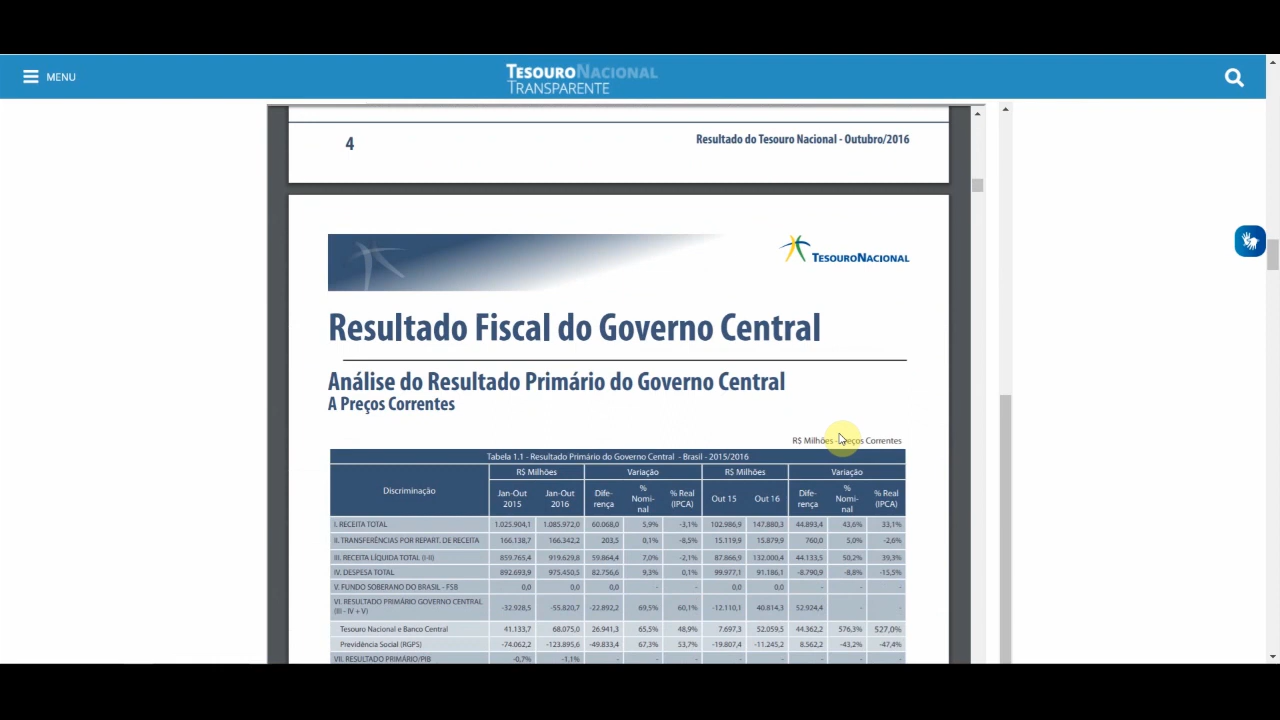 MENU
TESOURONACIONAL
TRANSPARENTE
4
Resultado do Tesouro Nacional - Outubro/2016
TESOURONACIONAL
Resultado Fiscal do Governo Central
Análise do Resultado Primário do Governo Central
A Preços Correntes
R$ Milhões - Preços Correntes
Tabela 1.1 - Resultado Primário do Governo Central - Brasil - 2015/2016
Discriminação
R$ Milhões Variação R$ Milhões Variação
Jan-Out 2015 Jan-Out 2016 Dife-rença % Nomi-nal % Real (IPCA) Out 15 Out 16 Dife-rença % Nomi-nal % Real (IPCA)
I. RECEITA TOTAL 1.025.904,1 1.085.972,0 60.068,0 5,9% -3,1% 102.986,9 147.880,3 44.893,4 43,6% 33,1%
II. TRANSFERÊNCIAS POR REPART. DE RECEITA 166.138,7 166.342,2 203,5 0,1% -8,5% 15.119,9 15.879,9 760,0 5,0% -2,6%
III. RECEITA LÍQUIDA TOTAL (I-II) 859.765,4 919.629,8 59.864,4 7,0% -2,1% 87.866,9 132.000,4 44.133,5 50,2% 39,3%
IV. DESPESA TOTAL 892.693,9 975.450,5 82.756,6 9,3% 0,1% 99.977,1 91.186,1 -8.790,9 -8,8% -15,5%
V. FUNDO SOBERANO DO BRASIL - FSB 0,0 0,0 0,0 - - 0,0 0,0 - - -
VI. RESULTADO PRIMÁRIO GOVERNO CENTRAL
(III - IV + V) -32.928,5 -55.820,7 -22.892,2 69,5% 60,1% -12.110,1 40.814,3 52.924,4 - -
Tesouro Nacional e Banco Central 41.133,7 68.075,0 26.941,3 65,5% 48,9% 7.697,3 52.059,5 44.362,2 576,3% 527,0%
Previdência Social (RGPS) -74.062,2 -123.895,6 -49.833,4 67,3% 53,7% -19.807,4 -11.245,2 8.562,2 -43,2% -47,4%
VII. RESULTADO PRIMÁRIO/PIB -0,7% -1,1% - - - - - - - -